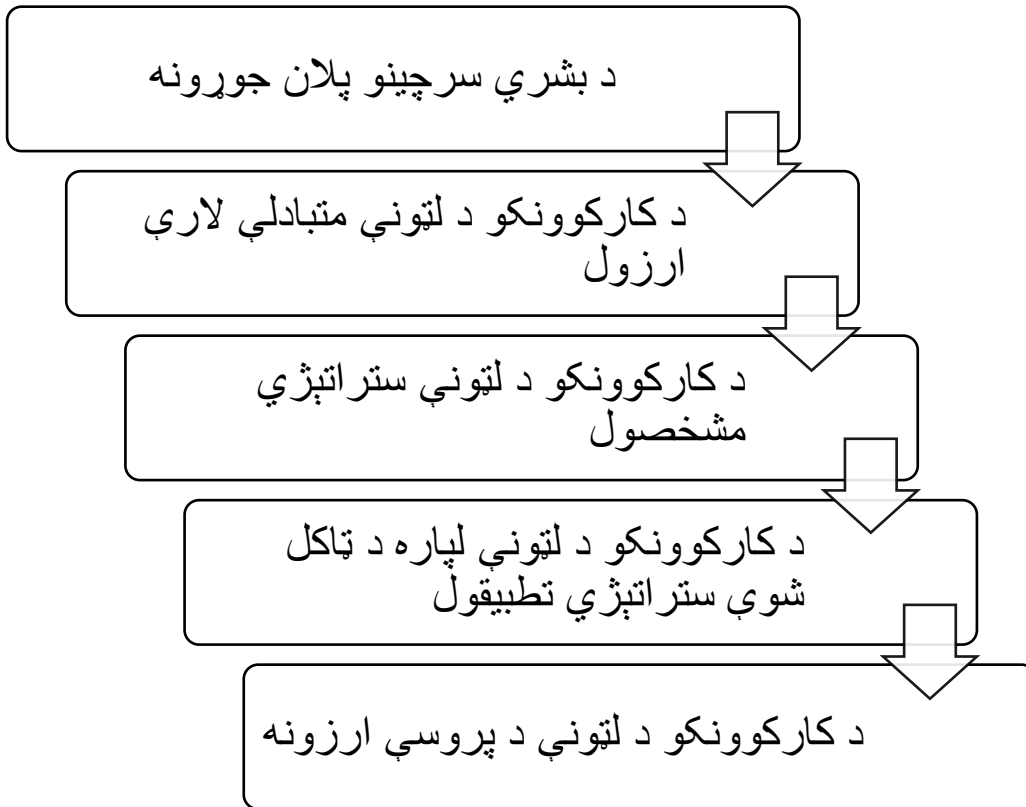 د بشري سرچینو پلان جوړونه
د کارکوونکو د لټونې متبادلې لارې
ارزول
د کارکوونکو د لټونې ستراتېژي
مشخصول
د کارکوونکو د لټونې لپاره د ټاکل
شوې ستراتېژي تطبیقول
د کارکوونکو د لټونې د پروسې ارزونه